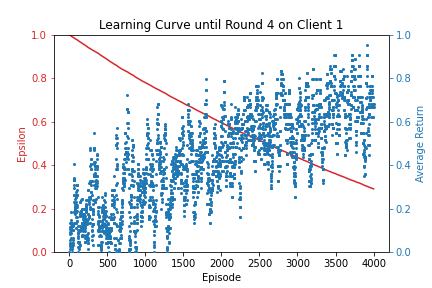 Learning Curve until Round 4 on Client 1
1.0 1.0
0.8 0.8
0.6 0.6
0.4 0.4
0.2 0.2
0.0 0.0
Epsilon
Average Return
0 500 1000 1500 2000 2500 3000 3500 4000
Episode